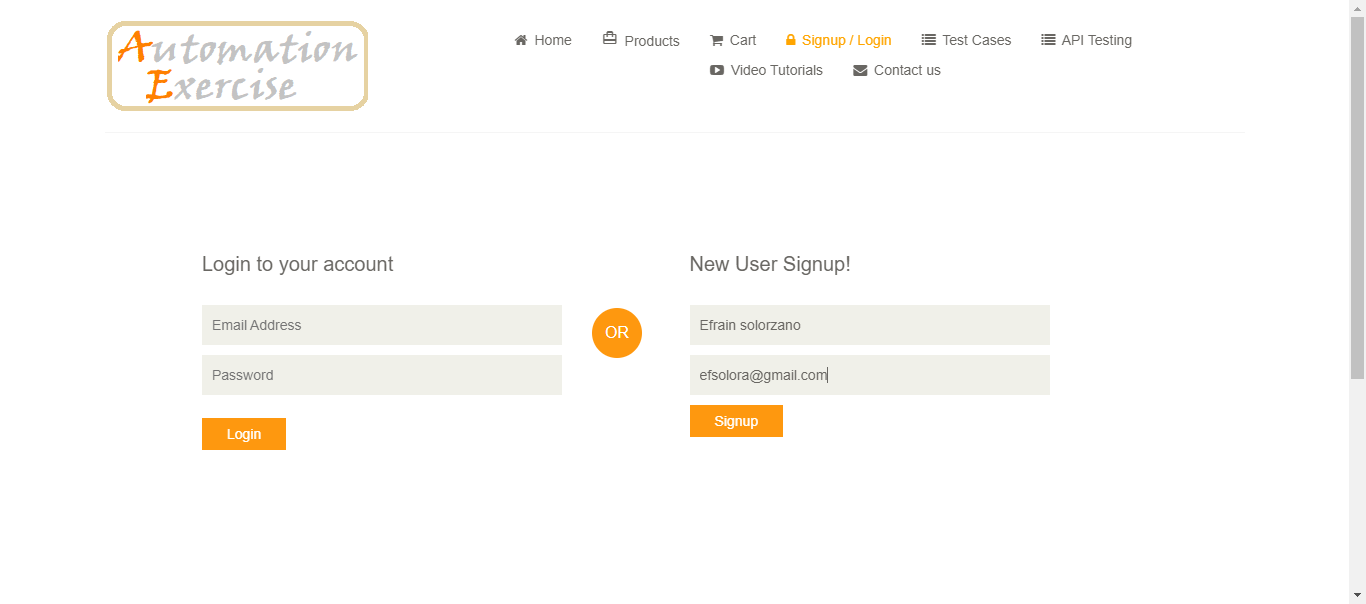 Automation
Exercise
Home Products Cart Signup / Login Test Cases API Testing
Video Tutorials Contact us
Login to your account
Email Address
Password
Login
OR
New User Signup!
Efrain solorzano
efsolora@gmail.com
Signup